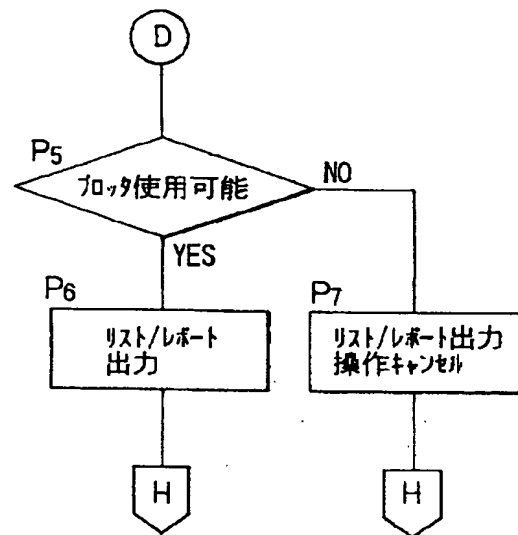 D
P5
プロッタ使用可能
NO
YES
P6
リスト/レポート
出力
P7
リスト/レポート出力
操作キャンセル
H
H